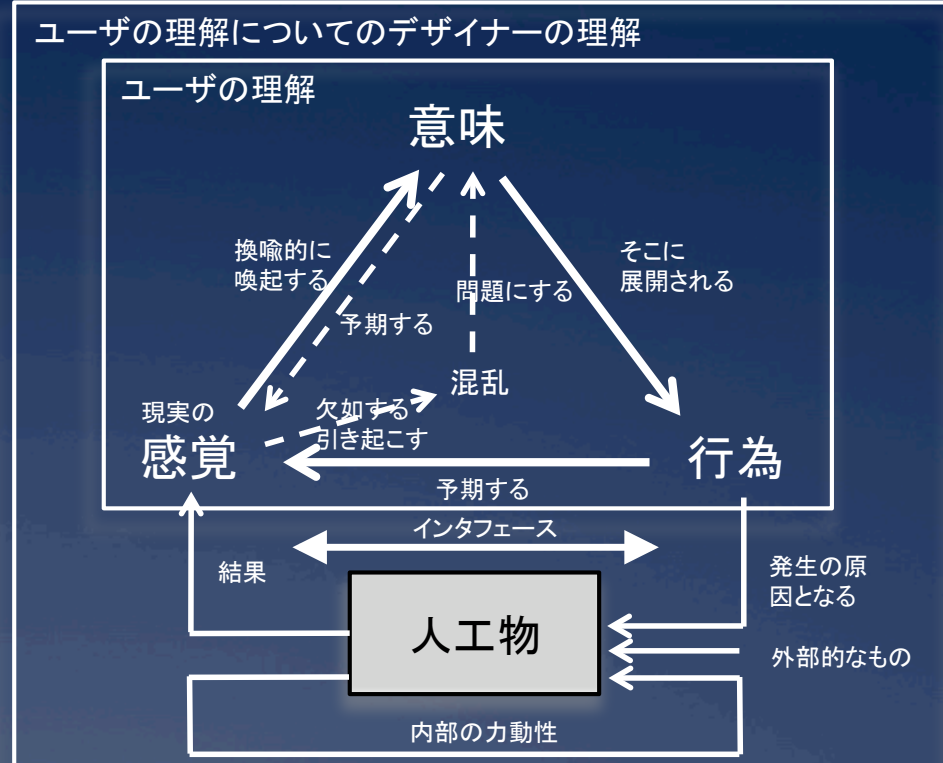 ユーザの理解についてのデザイナーの理解
ユーザの理解
意味
換喩的に
喚起する
そこに
展開される
問題にする
予期する
混乱
現実の
欠如する
引き起こす
感覚
行為
予期する
インタフェース
結果
発生の原
因となる
人工物
外部的なもの
内部の力動性